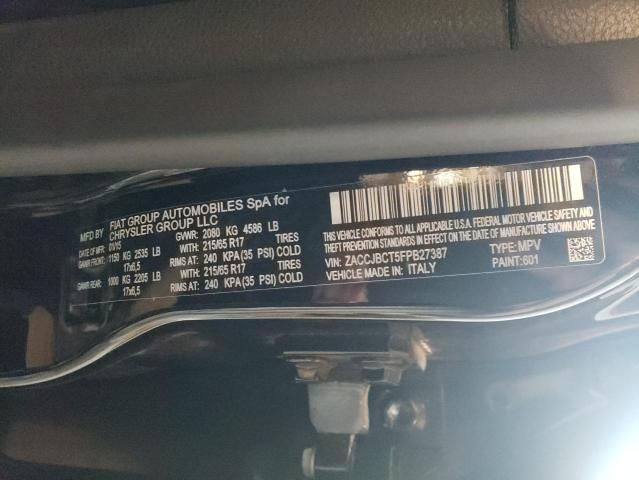 MFD BY FIAT GROUP AUTOMOBILES SpA for
CHRYSLER GROUP LLC
DATE OF MFR: 01/15 GVWR: 2080 KG 4586 LB
GAWR FRONT: 1150 KG 2535 LB WITH 215/65 R17 TIRES
17x6,5 RIMS AT: 240 KPA(35 PSI) COLD
GAWR REAR: 1000 KG 2205 LB WITH 215/65 R17 TIRES
17x6,5 RIMS AT: 240 KPA(35 PSI) COLD
THIS VEHICLE CONFORMS TO ALL APPLICABLE U.S.A. FEDERAL MOTOR VEHICLE
SAFETY, BUMPER AND THEFT PREVENTION STANDARDS IN
EFFECT ON THE DATE OF MANUFACTURE SHOWN ABOVE.
VIN: ZACCJBCT5FPB27387 TYPE: MPV
VEHICLE MADE IN: ITALY PAINT: 601